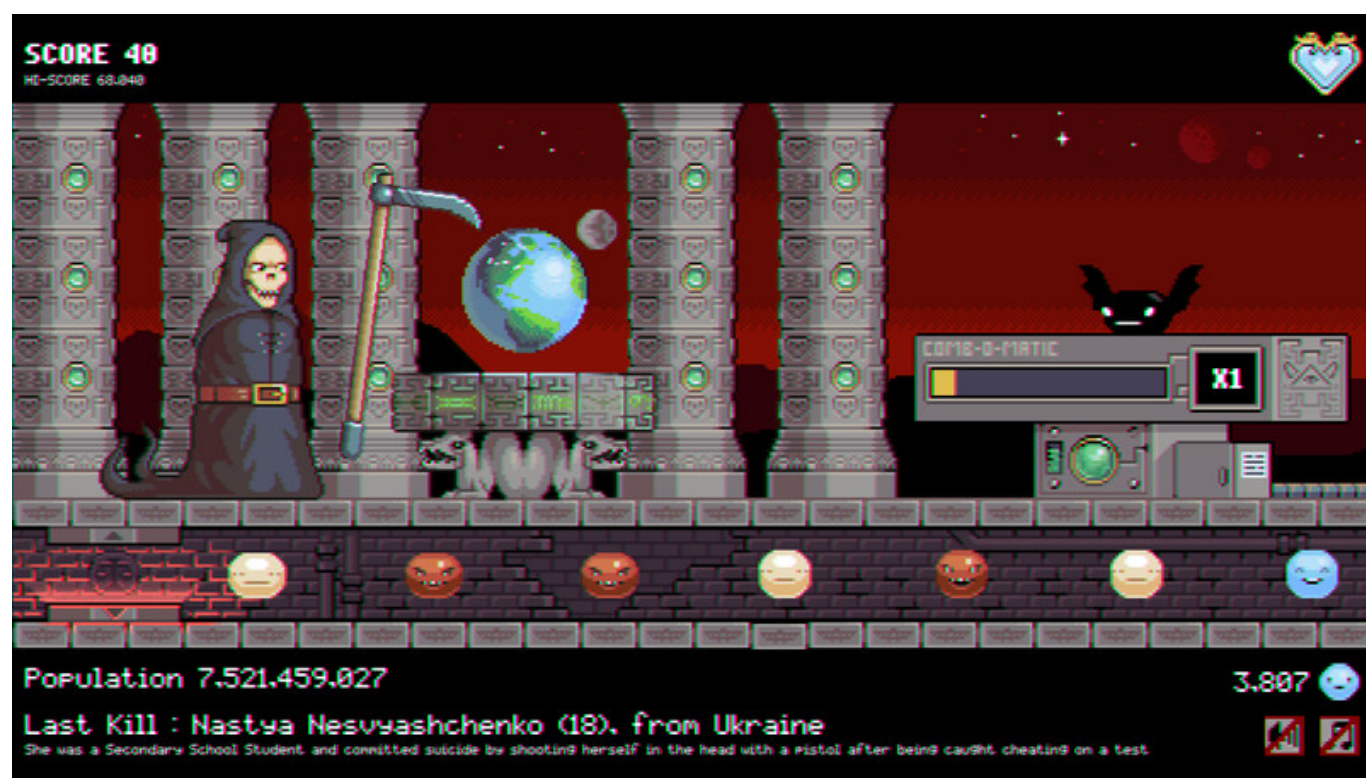 SCORE 40
HI-SCORE 68.040
COMB-O-MATIC
X1
Population 7.521.459.027
3.807
Last Kill : Nastya Nesvyashchenko (18), from Ukraine
She was a Secondary School Student and committed suicide by shooting herself in the head with a pistol after being caught cheating on a test